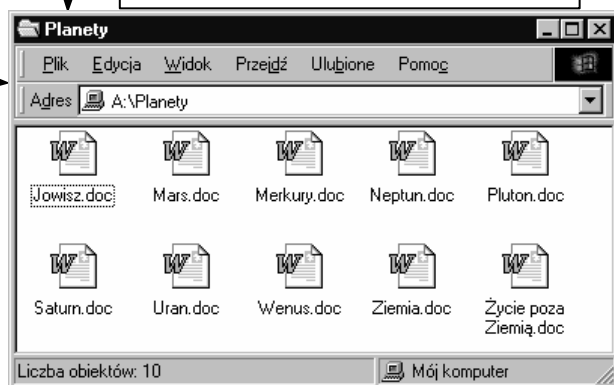 Planety
Plik Edycja Widok Przejdź Ulubione Pomoc
Adres A:\Planety
Jowisz.doc Mars.doc Merkury.doc Neptun.doc Pluton.doc
Saturn.doc Uran.doc Wenus.doc Ziemia.doc Życie poza
Ziemią.doc
Liczba obiektów: 10 Mój komputer